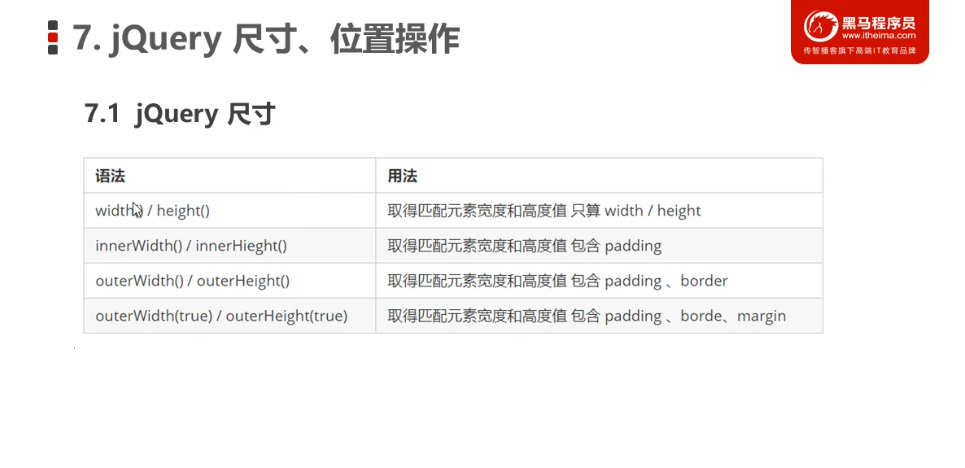 7. jQuery 尺寸、位置操作
黑马程序员
www.itheima.com
传智播客旗下高端IT教育品牌
7.1 jQuery 尺寸
语法 用法
width() / height() 取得匹配元素宽度和高度值 只算 width / height
innerWidth() / innerHieght() 取得匹配元素宽度和高度值 包含 padding
outerWidth() / outerHeight() 取得匹配元素宽度和高度值 包含 padding 、border
outerWidth(true) / outerHeight(true) 取得匹配元素宽度和高度值 包含 padding 、borde、margin